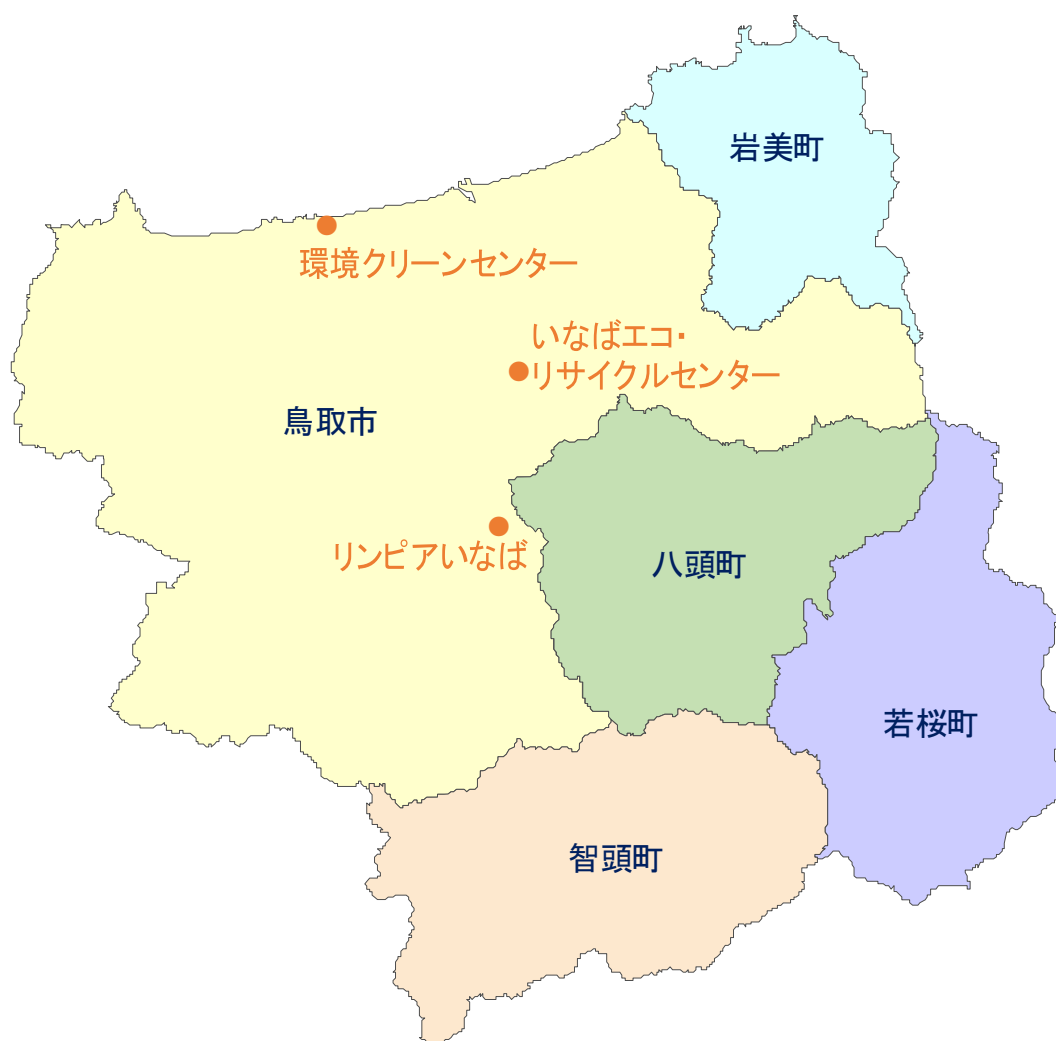 岩美町
環境クリーンセンター
いなばエコ・
リサイクルセンター
鳥取市
リンピアいなば
八頭町
若桜町
智頭町